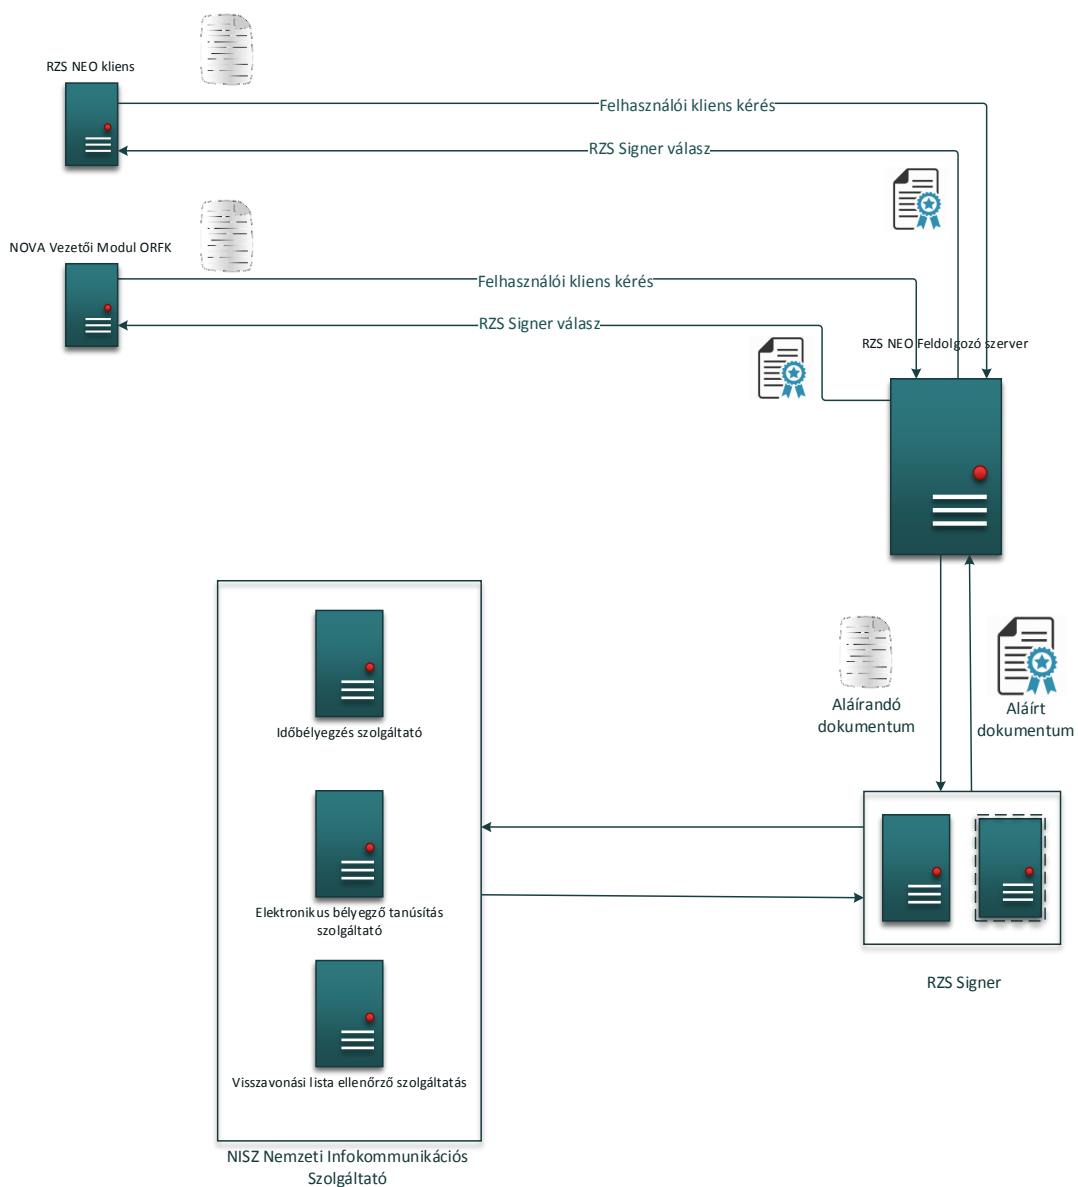 RZS NEO kliens
Felhasználói kliens kérés
RZS Signer válasz
NOVA Vezetői Modul ORFK
Felhasználói kliens kérés
RZS Signer válasz
RZS NEO Feldolgozó szerver
Aláírandó
dokumentum
Aláírt
dokumentum
Időbélyegzés szolgáltató
Elektronikus bélyegző tanúsítás
szolgáltató
Visszavonási lista ellenőrző szolgáltatás
RZS Signer
NISZ Nemzeti Infokommunikációs
Szolgáltató